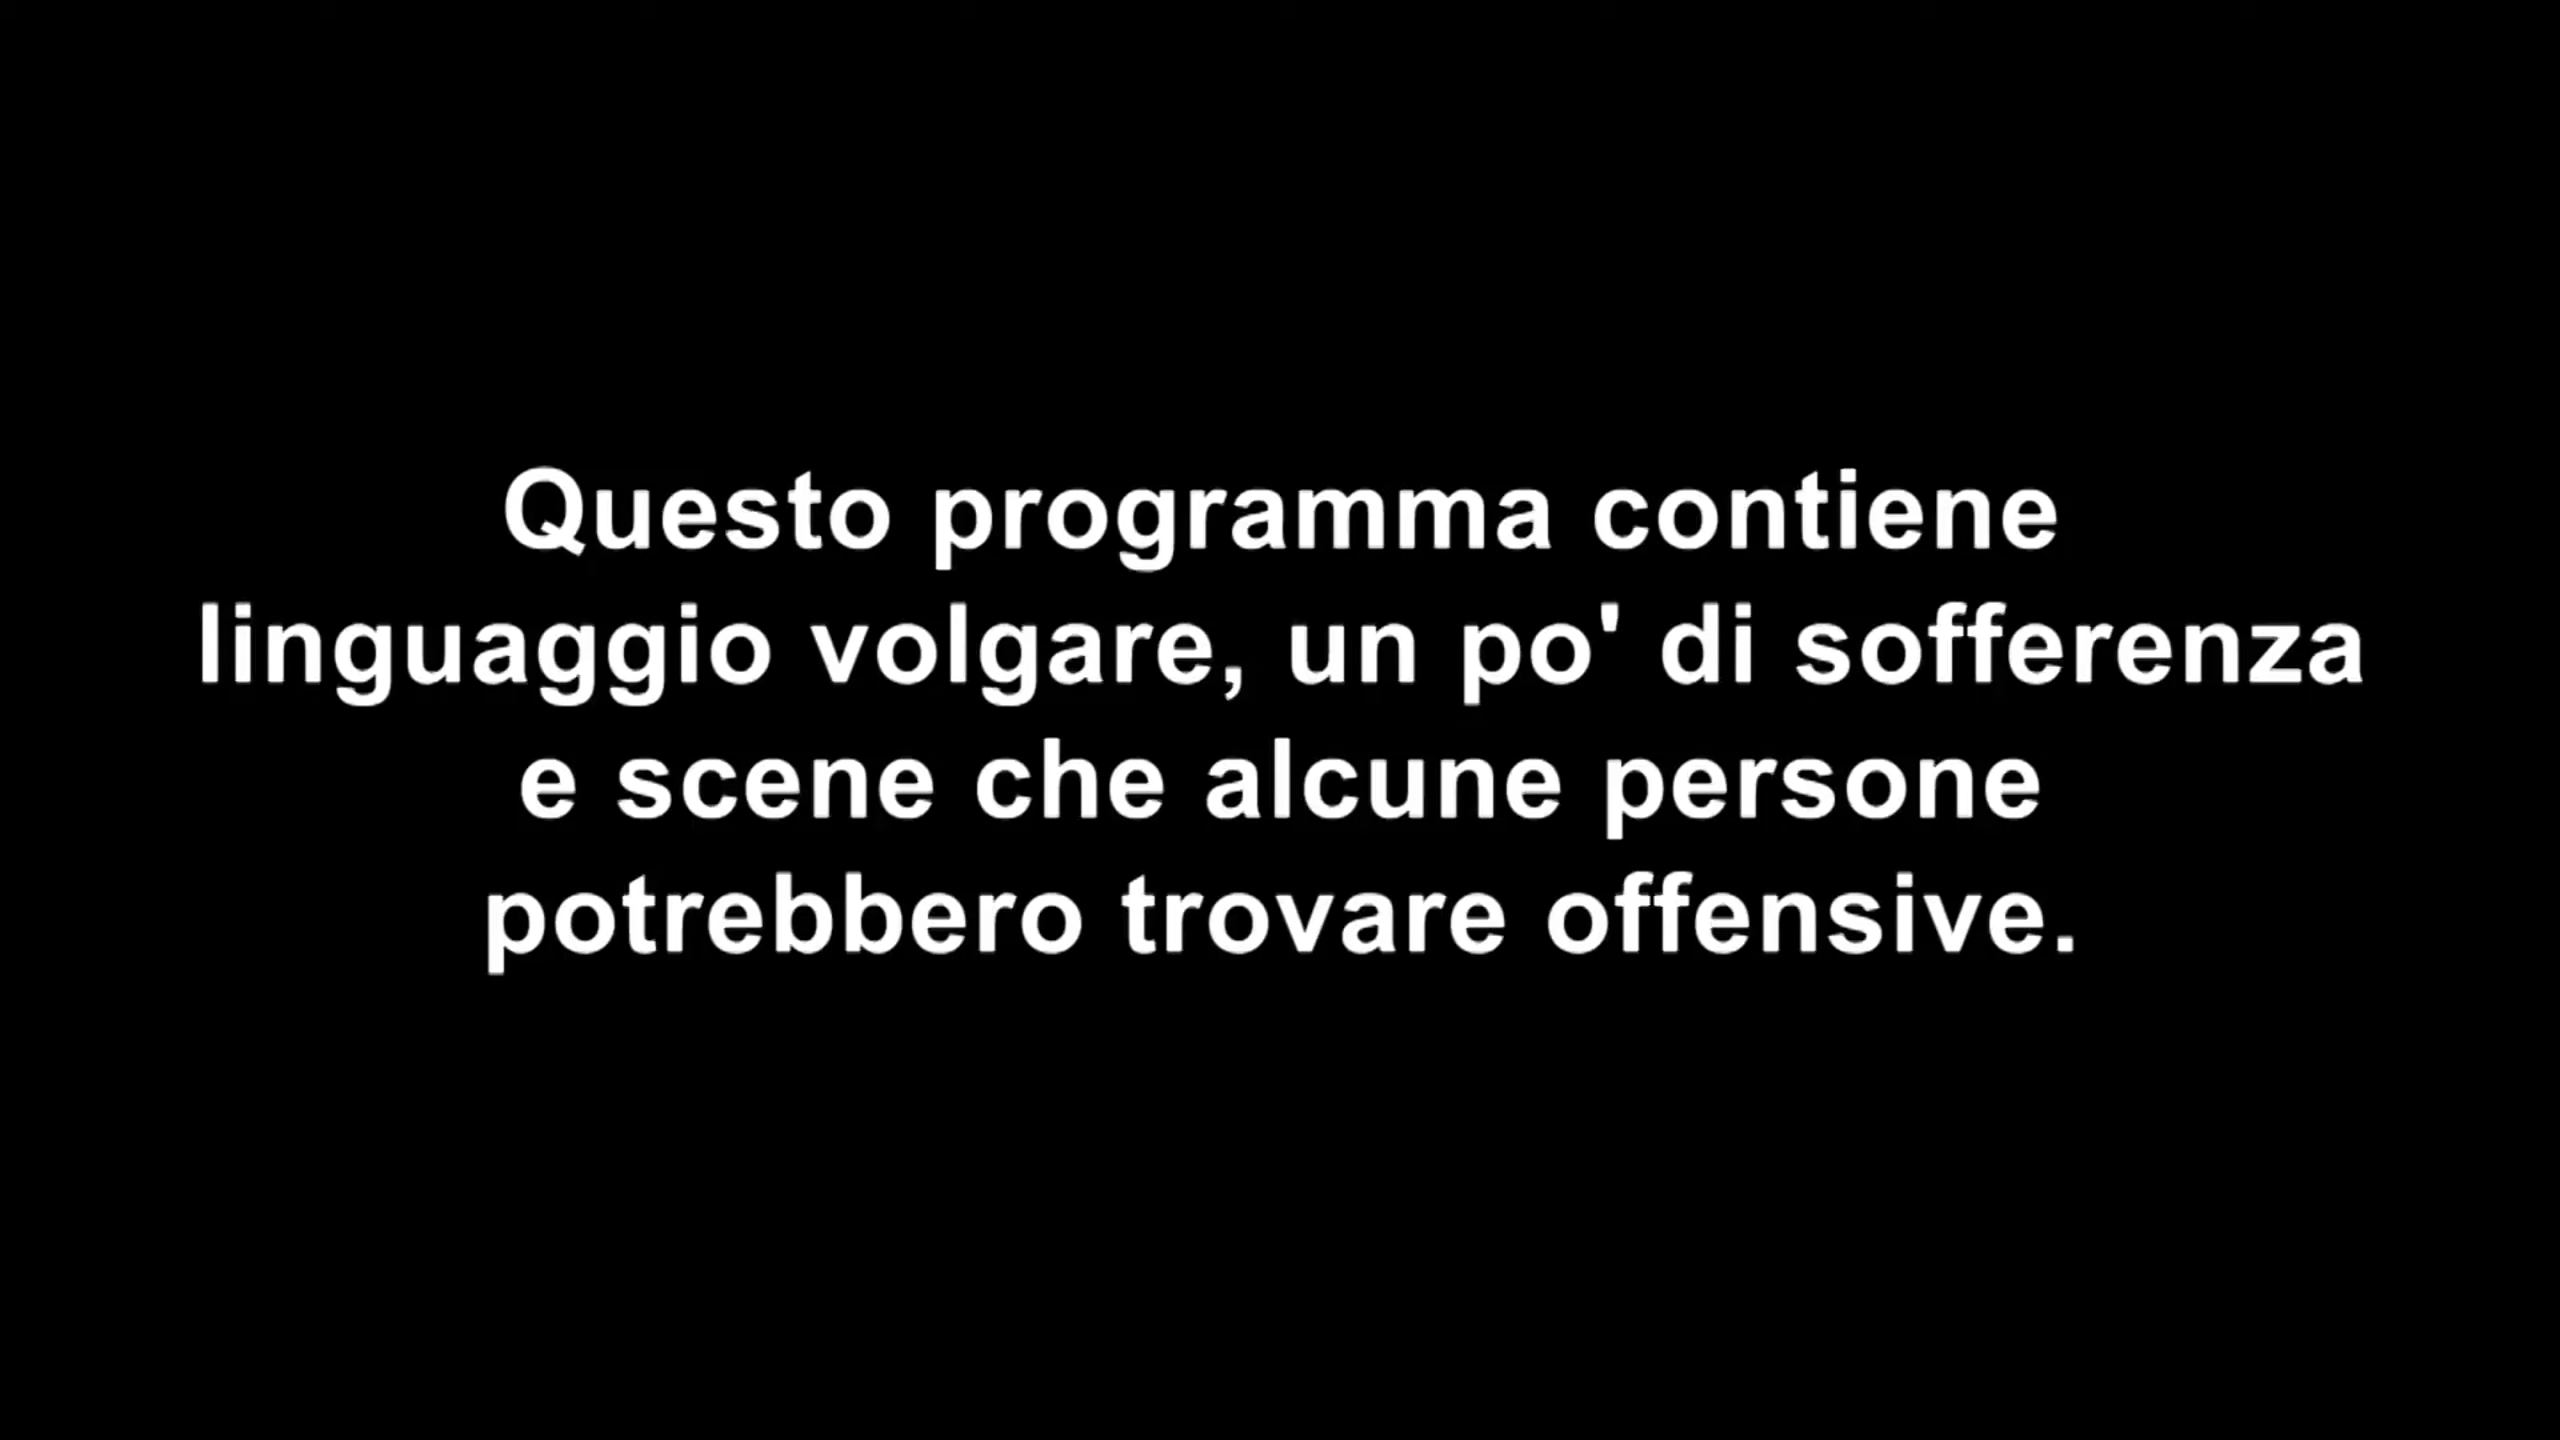 Questo programma contiene
linguaggio volgare, un po' di sofferenza
e scene che alcune persone
potrebbero trovare offensive.